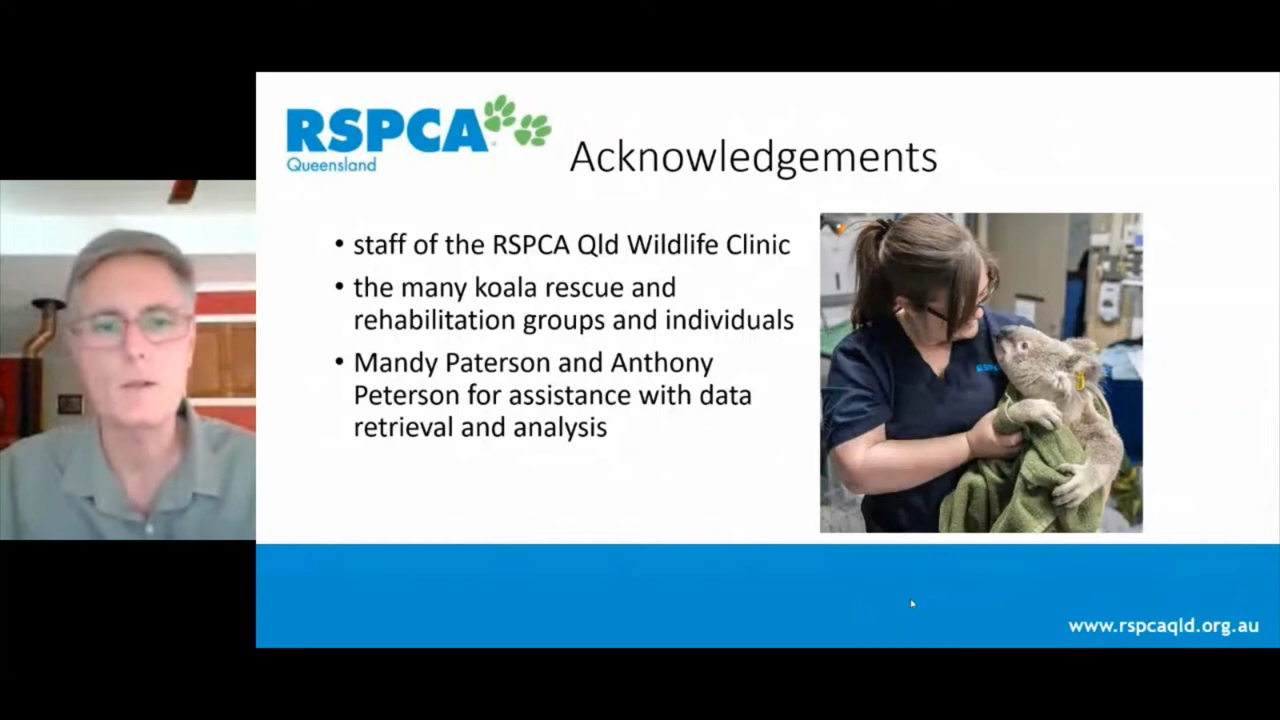 RSPCA
Queensland
Acknowledgements
• staff of the RSPCA Qld Wildlife Clinic
• the many koala rescue and
rehabilitation groups and individuals
• Mandy Paterson and Anthony
Peterson for assistance with data
retrieval and analysis
www.rspcaqld.org.au